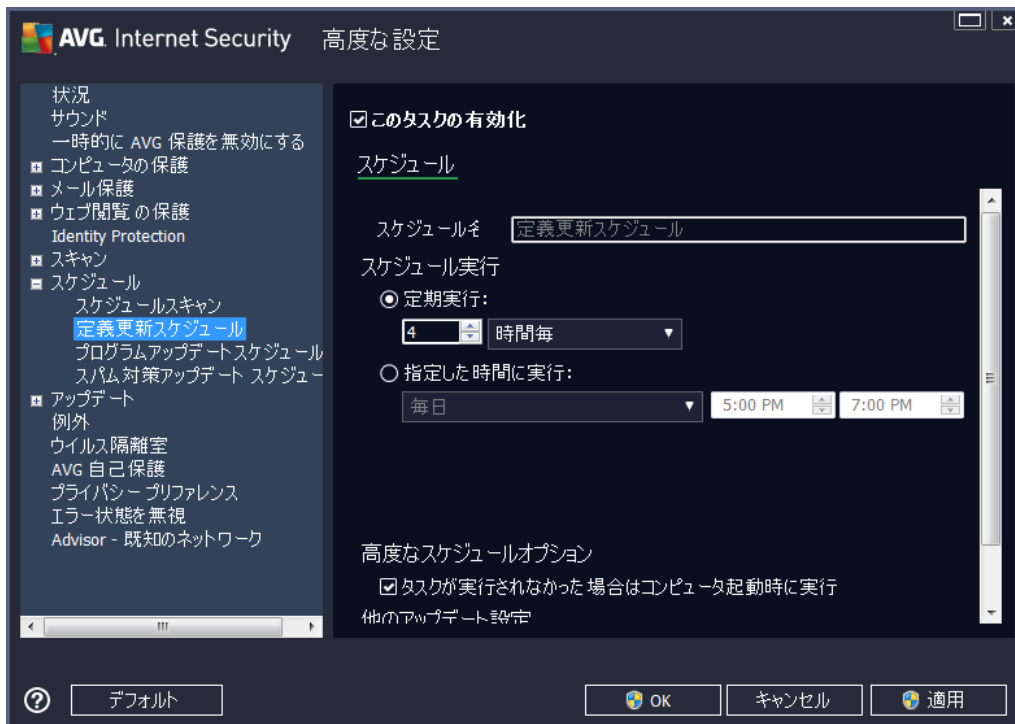 AVG. Internet Security 高度な設定
状況
サウンド
一時的に AVG 保護を無効にする
コンピュータの保護
メール保護
ウェブ閲覧 の保護
Identity Protection
スキャン
スケジュール
スケジュールスキャン
定義更新スケジュール
プログラムアップデートスケジュール
スパム対策アップデート スケジュー
アップデート
例外
ウイルス隔離室
AVG 自己保護
プライバシー プリファレンス
エラー状態を無視
Advisor - 既知のネットワーク
このタスクの有効化
スケジュール
スケジュール名 定義更新スケジュール
スケジュール実行
定期実行:
4 時間毎
指定した時間に実行:
毎日 5:00 PM 7:00 PM
高度なスケジュールオプション
タスクが実行されなかった場合はコンピュータ起動時に実行
他のアップデート設定
? デフォルト OK キャンセル 適用